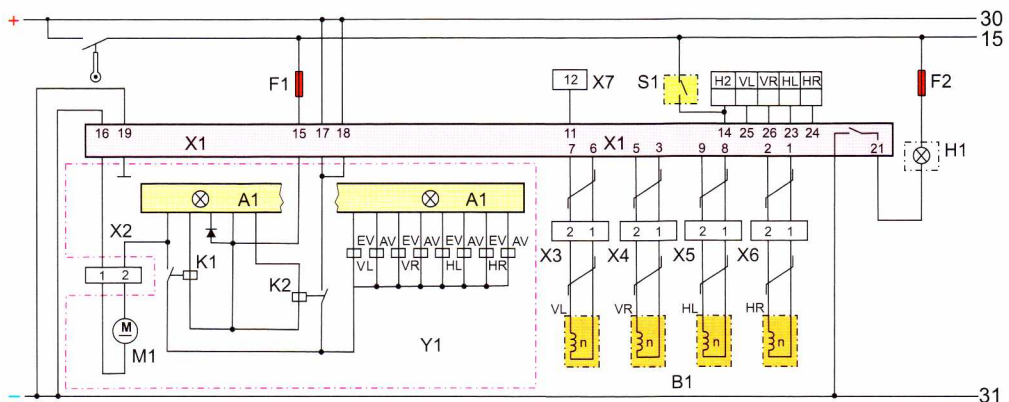 + 30
15
F1
12 X7
S1
H2 VL VR HL HR
F2
16 19 15 17 18 11 14 25 26 23 24
X1 X1
7 6 5 3 9 8 2 1 21
H1
A1 A1
X2
EV AV EV AV EV AV EV AV
VL VR HL HR
K1
K2
2 1 2 1 2 1 2 1
X3 X4 X5 X6
1 2
M
M1
Y1
VL VR HL HR
n n n n
B1
- 31